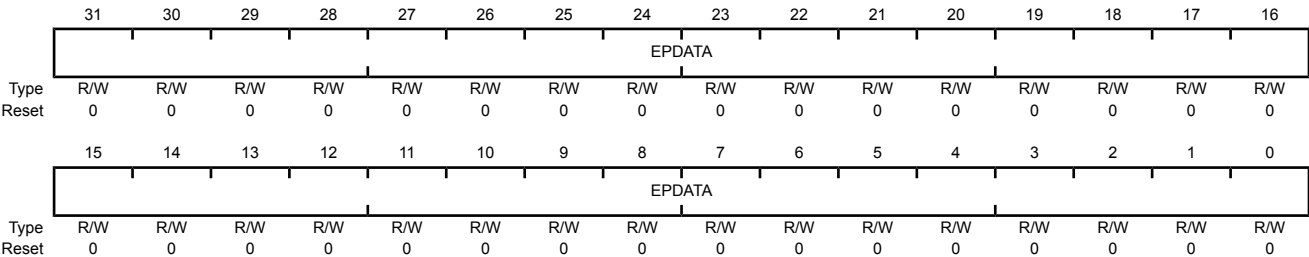 31 30 29 28 27 26 25 24 23 22 21 20 19 18 17 16
EPDATA
Type R/W R/W R/W R/W R/W R/W R/W R/W R/W R/W R/W R/W R/W R/W R/W R/W
Reset 0 0 0 0 0 0 0 0 0 0 0 0 0 0 0 0
15 14 13 12 11 10 9 8 7 6 5 4 3 2 1 0
EPDATA
Type R/W R/W R/W R/W R/W R/W R/W R/W R/W R/W R/W R/W R/W R/W R/W R/W
Reset 0 0 0 0 0 0 0 0 0 0 0 0 0 0 0 0